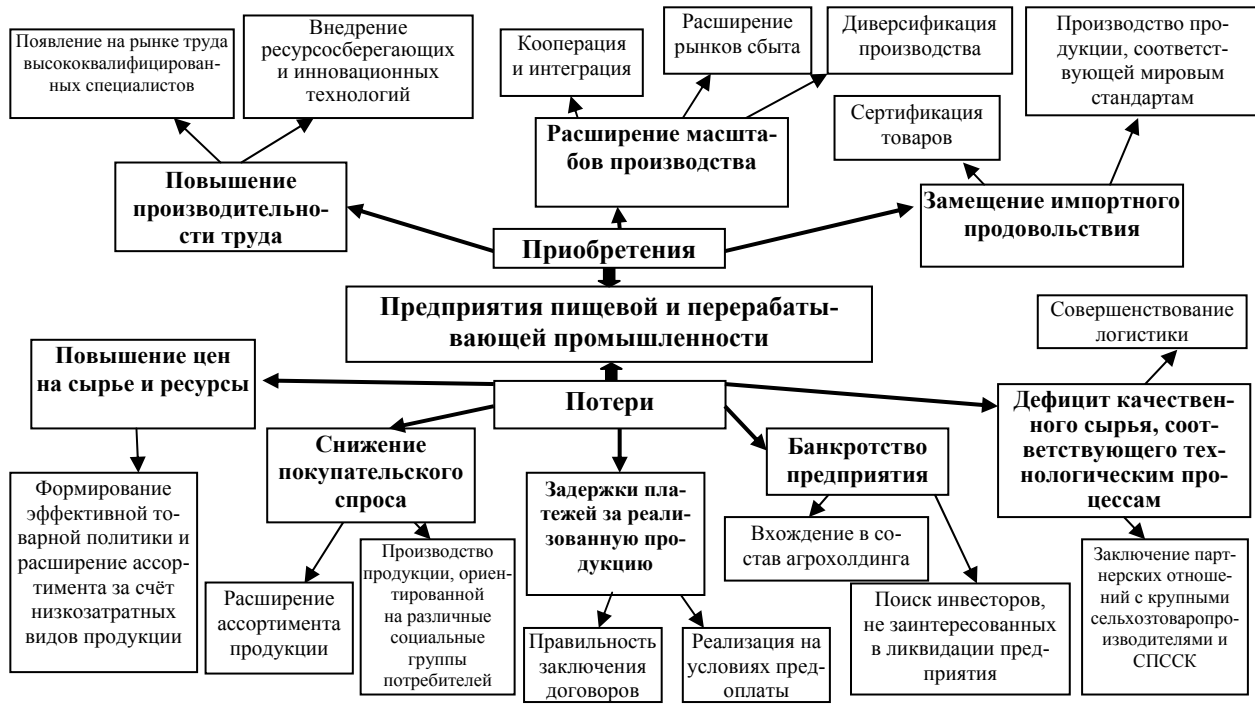 Появление на рынке труда
высококвалифицирован-
ных специалистов
Внедрение
ресурсосберегающих
и инновационных
технологий
Кооперация
и интеграция
Расширение
рынков сбыта
Диверсификация
производства
Производство про-
дукции, соответст-
вующей мировым
стандартам
Сертификация
товаров
Повышение
производительно-
сти труда
Расширение масшта-
бов производства
Замещение импортного
продовольствия
Приобретения
Предприятия пищевой и перерабаты-
вающей промышленности
Потери
Повышение цен
на сырье и ресурсы
Снижение
покупательского
спроса
Задержки пла-
тежей за реали-
зованную про-
дукцию
Банкротство
предприятия
Дефицит качествен-
ного сырья, соот-
ветствующего тех-
нологическим про-
цессам
Совершенствование
логистики
Формирование
эффективной то-
варной политики и
расширение ассор-
тимента за счёт
низкозатратных
видов продукции
Расширение
ассортимента
продукции
Производство
продукции, ориен-
тированной
на различные
социальные
группы
потребителей
Правильность
заключения
договоров
Реализация на
условиях пред-
оплаты
Вхождение в со-
став агрохолдинга
Поиск инвесторов,
не заинтересованных
в ликвидации пред-
приятия
Заключение парт-
нерских отноше-
ний с крупными
сельхозтоваропро-
изводителями и
СПССК